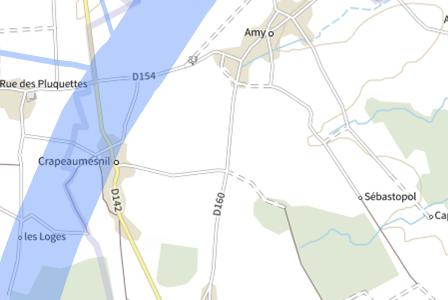 Amy
D154
Rue des Pluquettes
Crapeaumesnil
D142
D160
Sébastopol
les Loges